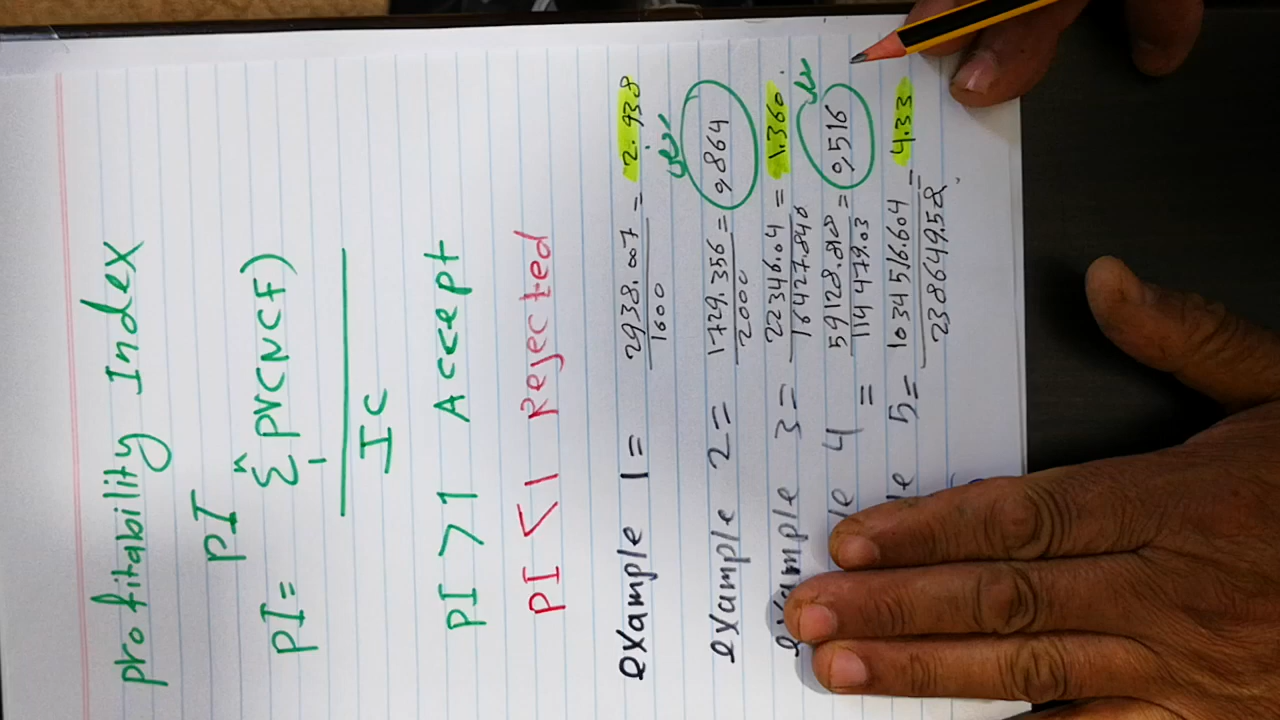 profitability Index
PI
PI = n Σ 1 PV(NCF)
IC
PI > 1 Accept
PI < 1 Rejected
example 1 = 2938.007 / 1600 = 2.938
example 2 = 1729.356 / 2000 = 0,864
example 3 = 22346.04 / 16427.840 = 1.360
4 = 59128.818 / 114479.03 = 0,516
5 = 1034516.604 / 238649.58 = 4.33